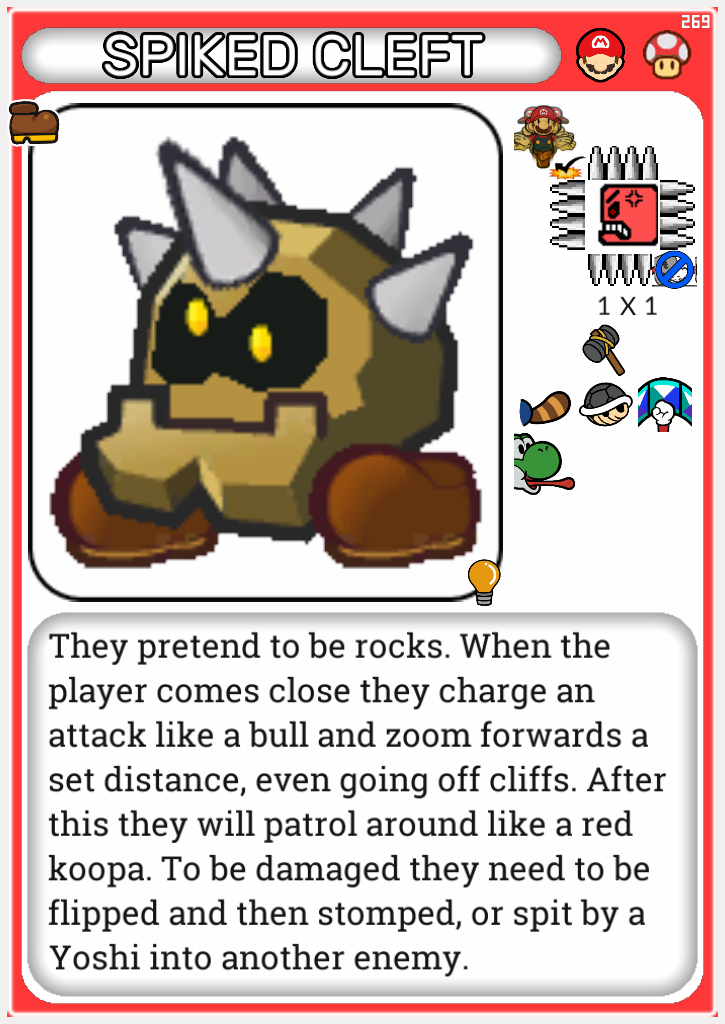 269
SPIKED CLEFT
1 X 1
They pretend to be rocks. When the
player comes close they charge an
attack like a bull and zoom forwards a
set distance, even going off cliffs. After
this they will patrol around like a red
koopa. To be damaged they need to be
flipped and then stomped, or spit by a
Yoshi into another enemy.